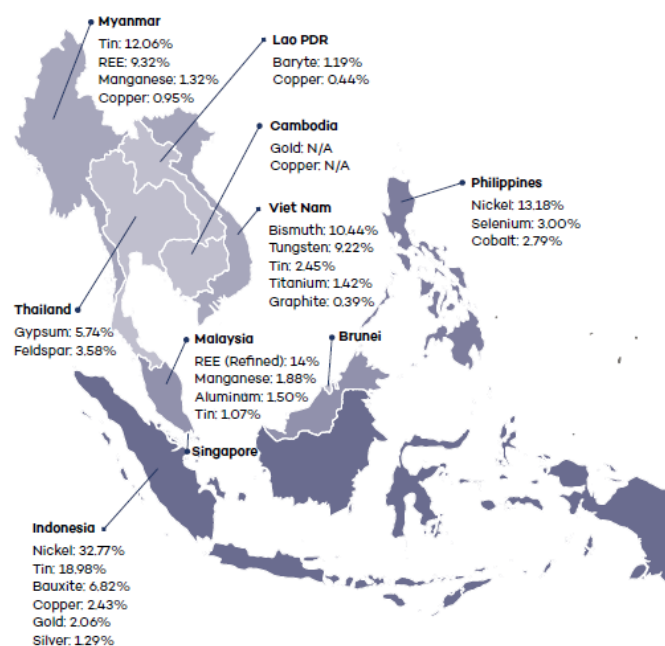 Myanmar
Tin: 12.06%
REE: 9.32%
Manganese: 1.32%
Copper: 0.95%
Lao PDR
Baryte: 1.19%
Copper: 0.44%
Cambodia
Gold: N/A
Copper: N/A
Philippines
Nickel: 13.18%
Selenium: 3.00%
Cobalt: 2.79%
Viet Nam
Bismuth: 10.44%
Tungsten: 9.22%
Tin: 2.45%
Titanium: 1.42%
Graphite: 0.39%
Thailand
Gypsum: 5.74%
Feldspar: 3.58%
Malaysia
REE (Refined): 14%
Manganese: 1.88%
Aluminam: 1.50%
Tin: 1.07%
Brunei
Singapore
Indonesia
Nickel: 32.77%
Tin: 18.98%
Bauxite: 6.82%
Copper: 2.43%
Gold: 2.06%
Silver: 1.29%